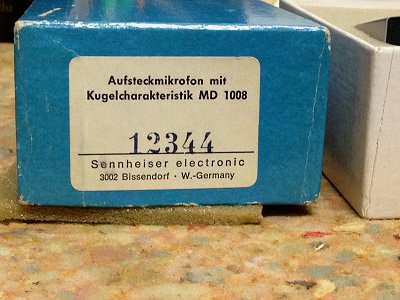 Aufsteckmikrofon mit
Kugelcharakteristik MD 1008
12344
Sennheiser electronic
3002 Bissendorf · W.-Germany